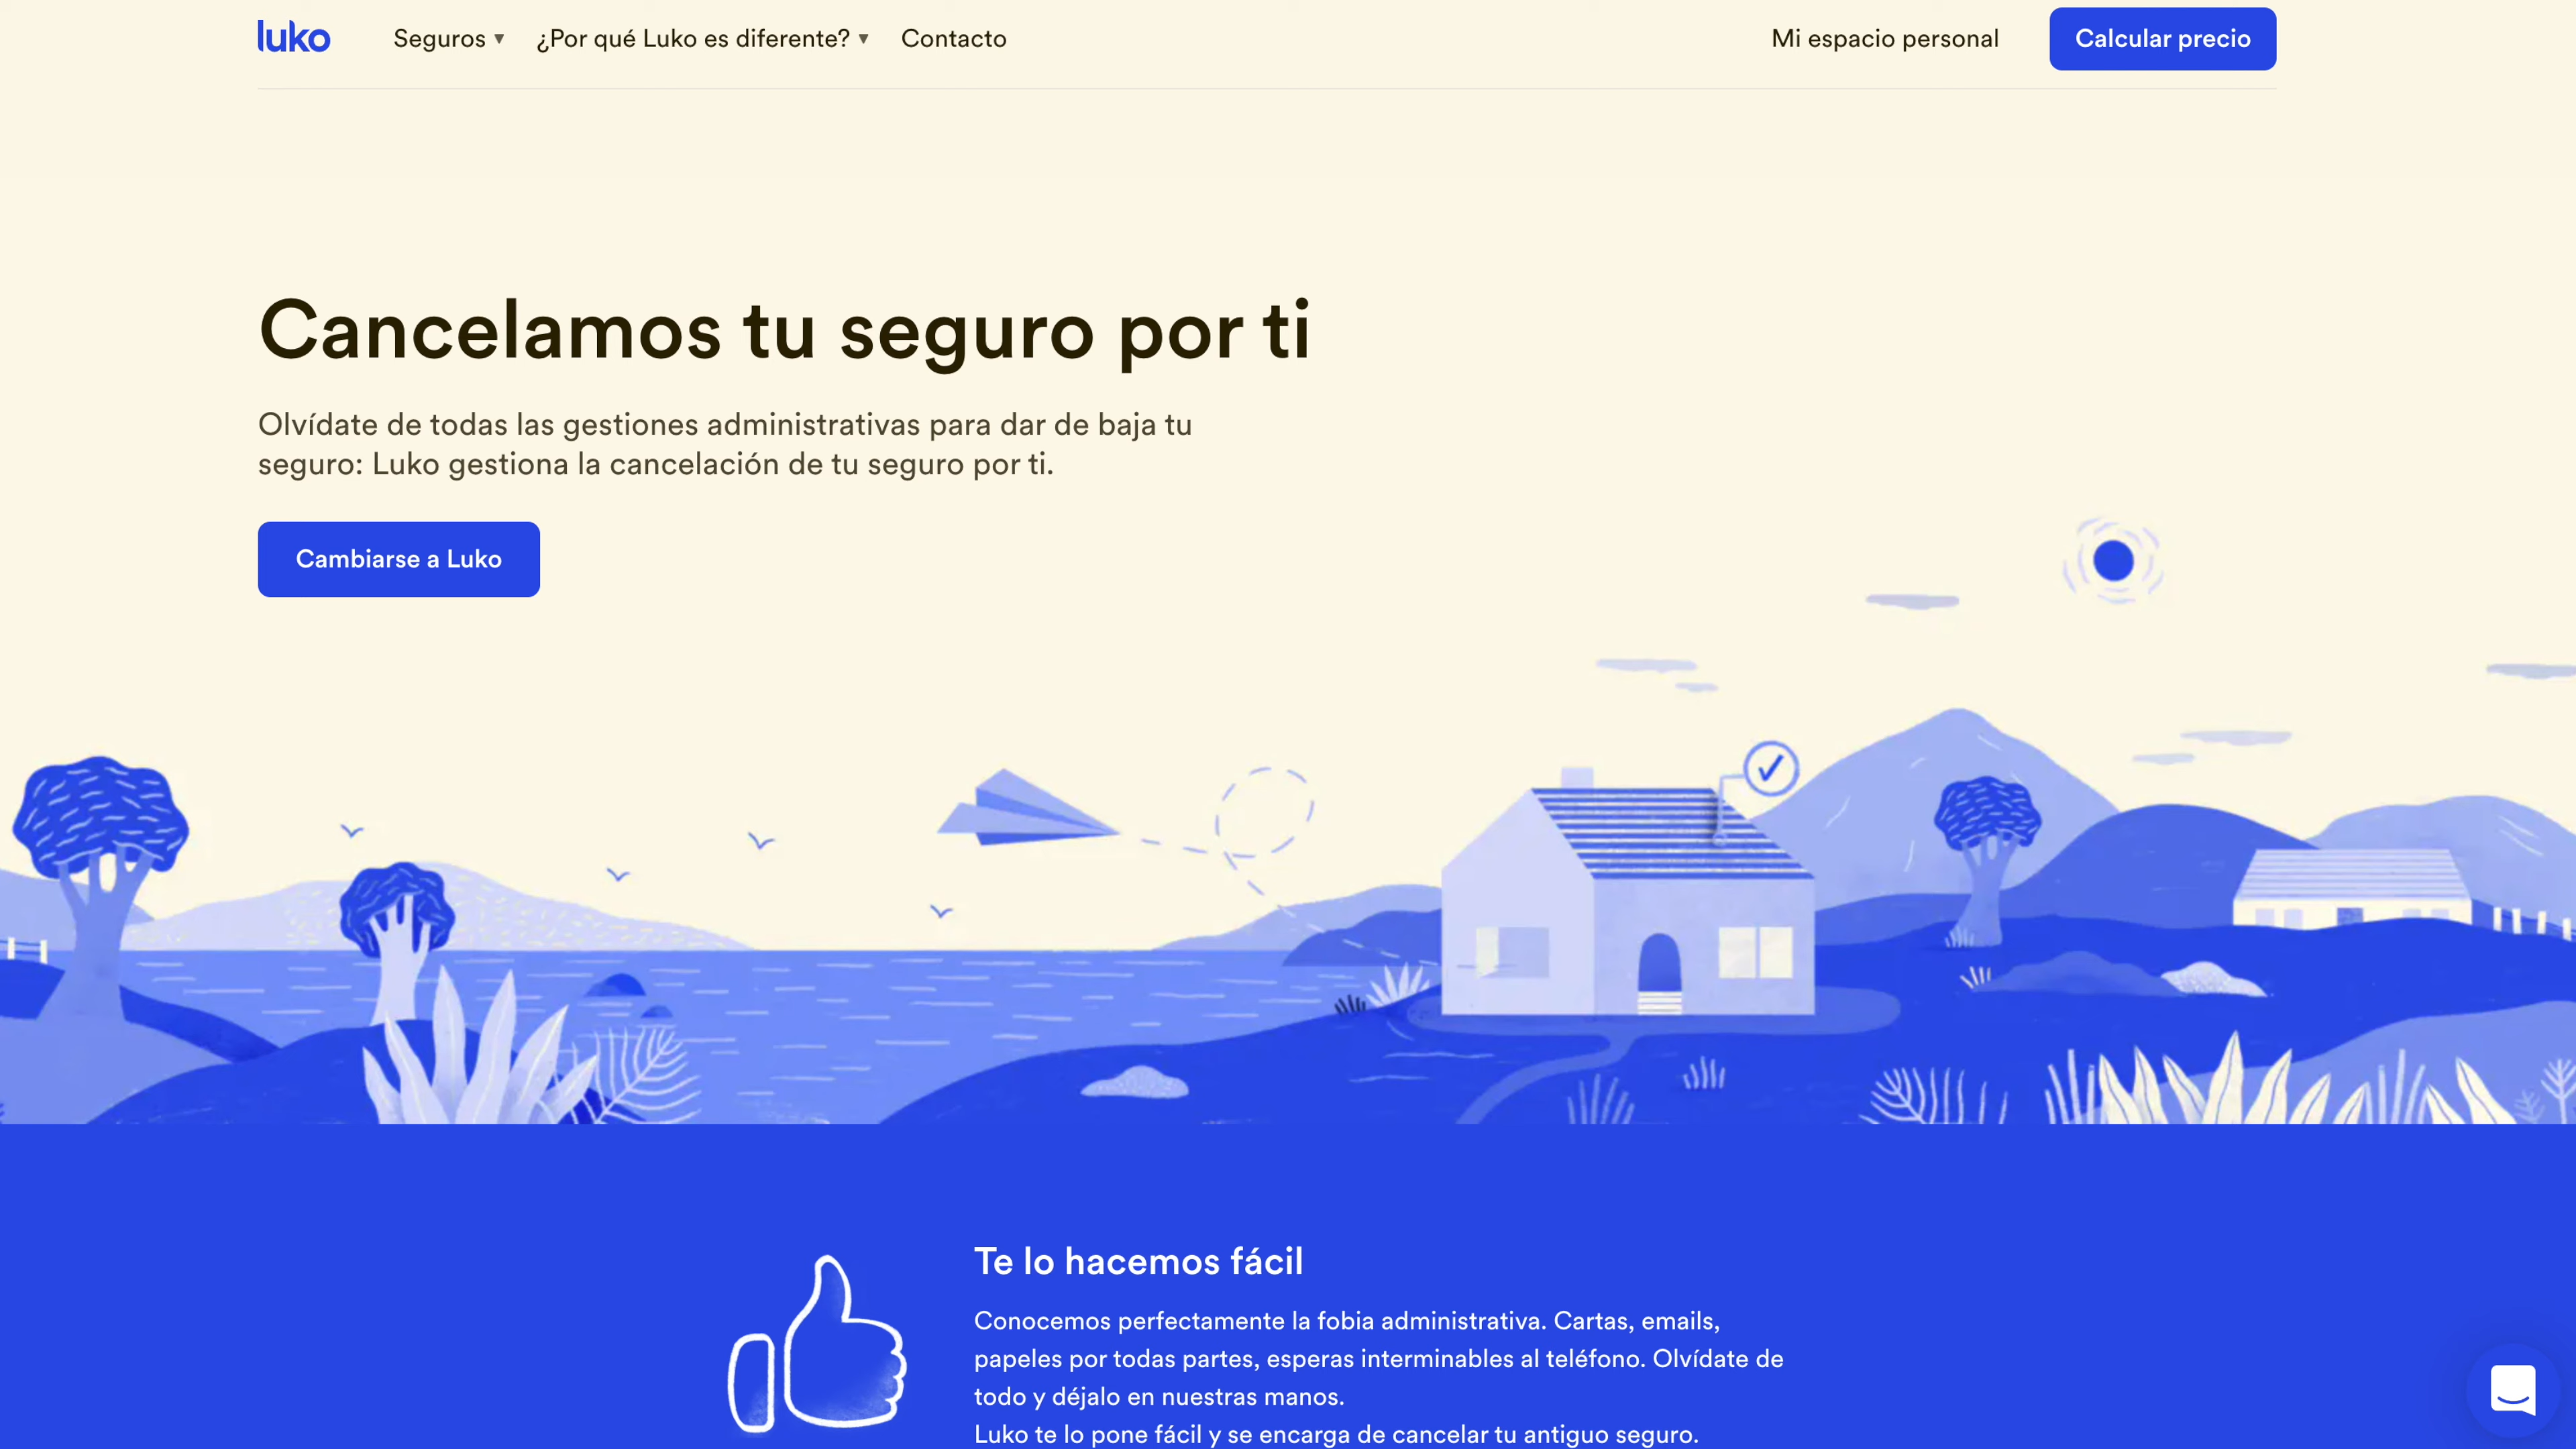 luko
Seguros ▾
¿Por qué Luko es diferente? ▾
Contacto
Mi espacio personal
Calcular precio
Cancelamos tu seguro por ti
Olvídate de todas las gestiones administrativas para dar de baja tu
seguro: Luko gestiona la cancelación de tu seguro por ti.
Cambiarse a Luko
Te lo hacemos fácil
Conocemos perfectamente la fobia administrativa. Cartas, emails,
papeles por todas partes, esperas interminables al teléfono. Olvídate de
todo y déjalo en nuestras manos.
Luko te lo pone fácil y se encarga de cancelar tu antiguo seguro.